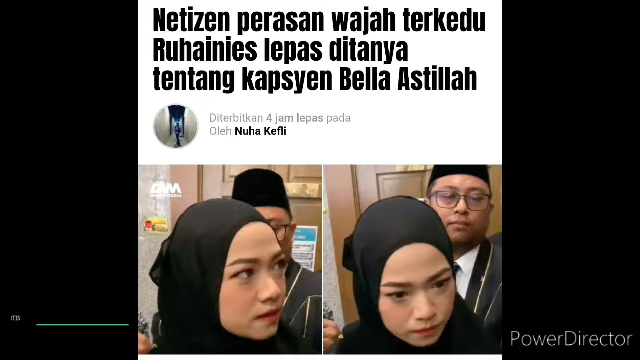 Netizen perasan wajah terkedu
Ruhainies lepas ditanya
tentang kapsyen Bella Astillah
Diterbitkan 4 jam lepas pada
Oleh Nuha Kefli
PowerDirector